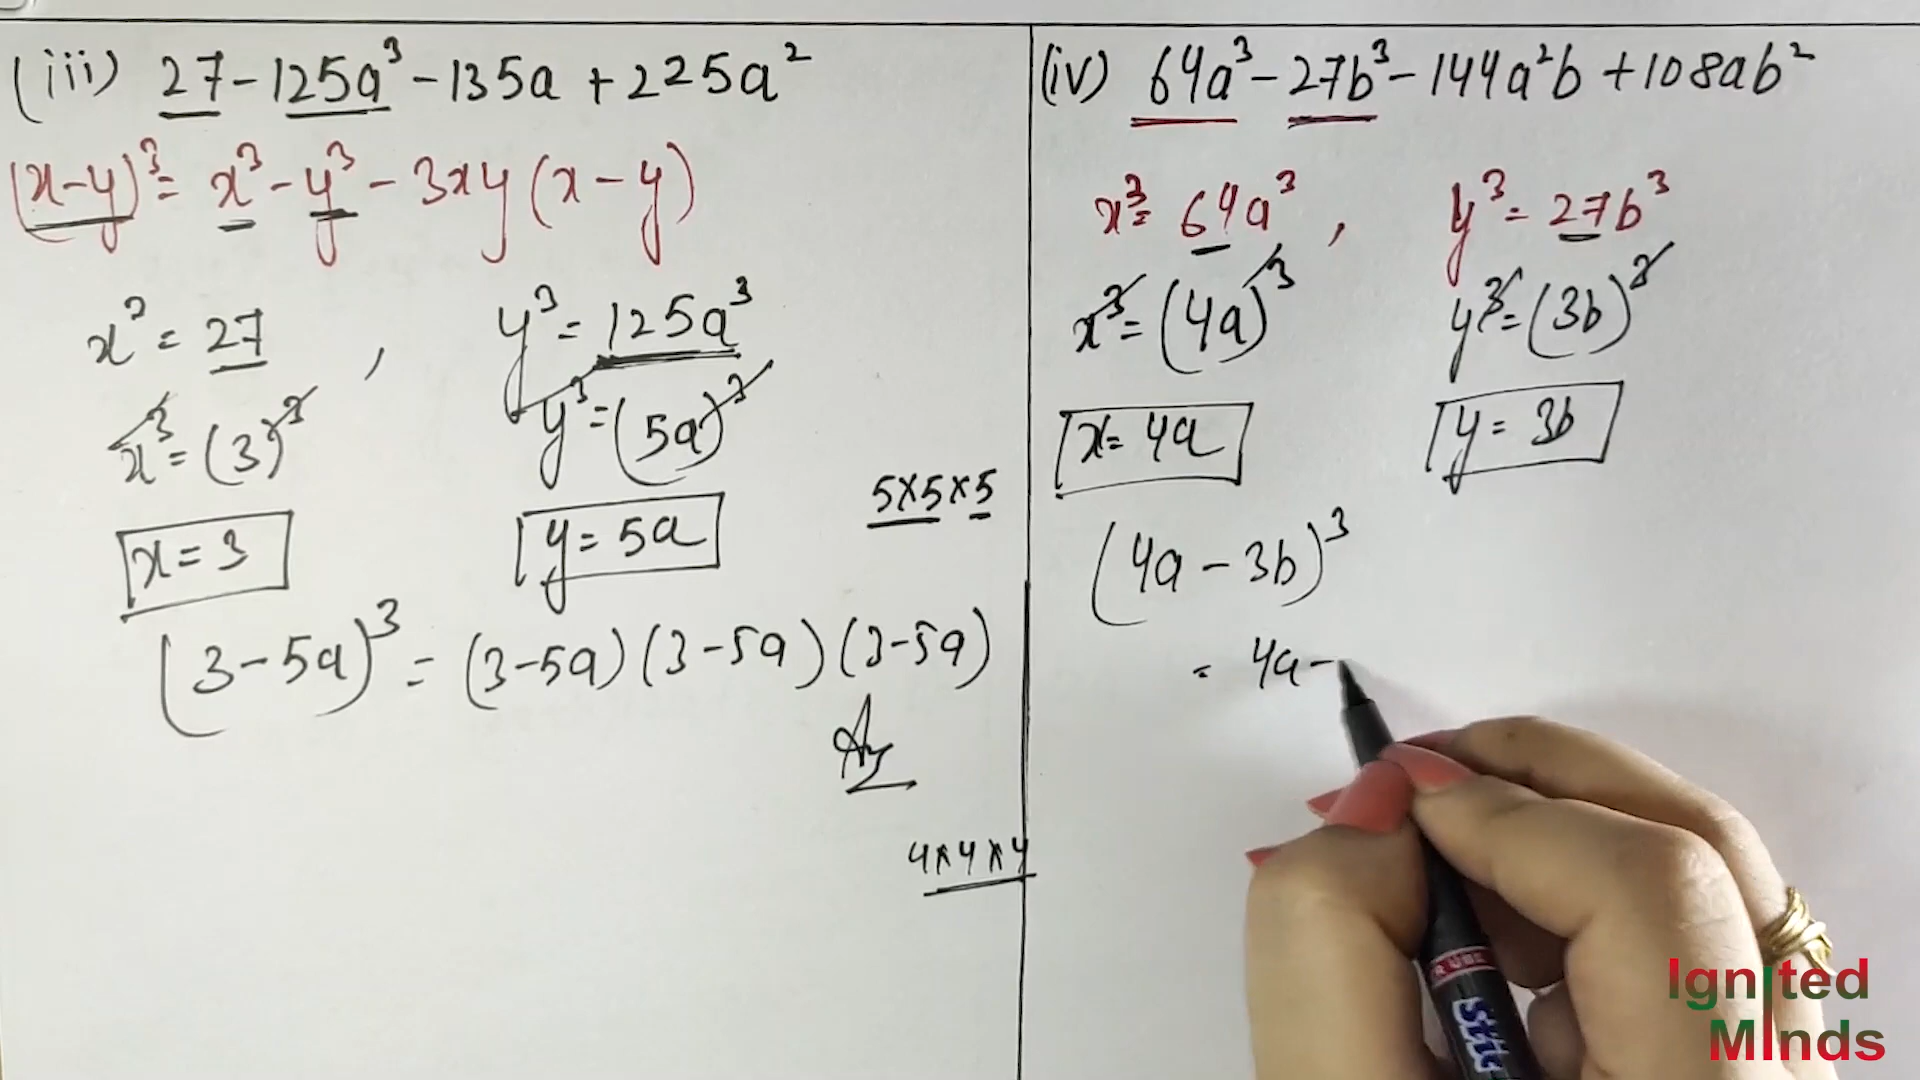 (iii) 27 - 125a³ - 135a + 225a²
(x-y)³ = x³ - y³ - 3xy(x-y)
x³ = 27 , y³ = 125a³
x³ = (3)³ y³ = (5a)³
5×5×5
x = 3 y = 5a
(3-5a)³ = (3-5a)(3-5a)(3-5a)
4×4×4
(iv) 64a³ - 27b³ - 144a²b + 108ab²
x³ = 64a³ , y³ = 27b³
x³ = (4a)³ y³ = (3b)³
x = 4a y = 3b
(4a - 3b)³
= 4a -
Stic
Ignited
Minds